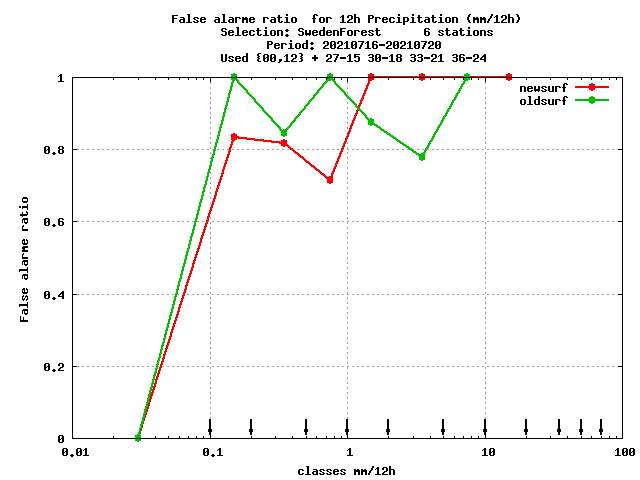 False alarme ratio  for 12h Precipitation (mm/12h)
Selection: SwedenForest      6 stations
Period: 20210716-20210720
Used {00,12} + 27-15 30-18 33-21 36-24
newsurf
oldsurf
1
0.8
0.6
0.4
0.2
0
False alarme ratio
0.01 0.1 1 10 100
classes mm/12h